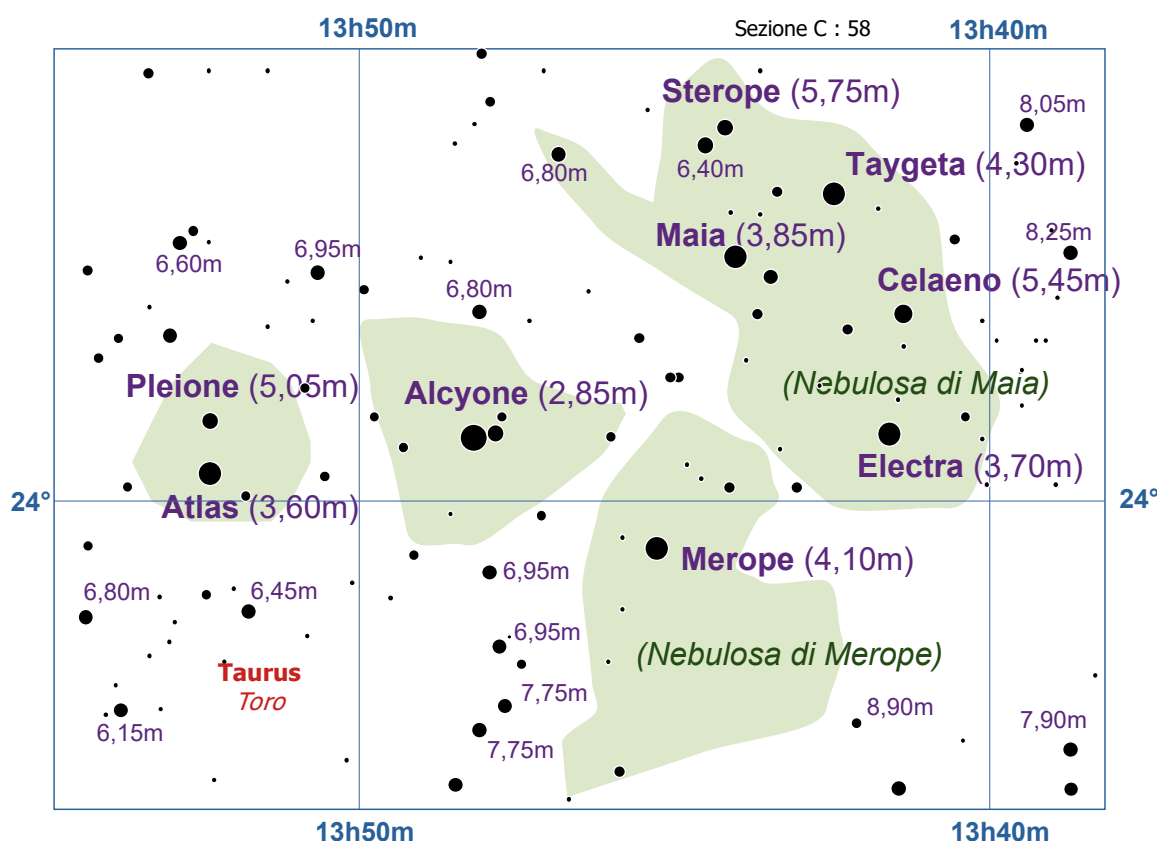 Sezione C : 58
13h50m
13h40m
Sterope (5,75m)
8,05m
6,80m
6,40m
Taygeta (4,30m)
Maia (3,85m)
8,25m
6,60m
6,95m
Celaeno (5,45m)
6,80m
Pleione (5,05m)
Alcyone (2,85m)
(Nebulosa di Maia)
Electra (3,70m)
24°
24°
Atlas (3,60m)
Merope (4,10m)
6,95m
6,80m
6,45m
6,95m
(Nebulosa di Merope)
Taurus
Toro
7,75m
8,90m
7,90m
6,15m
7,75m
13h50m
13h40m